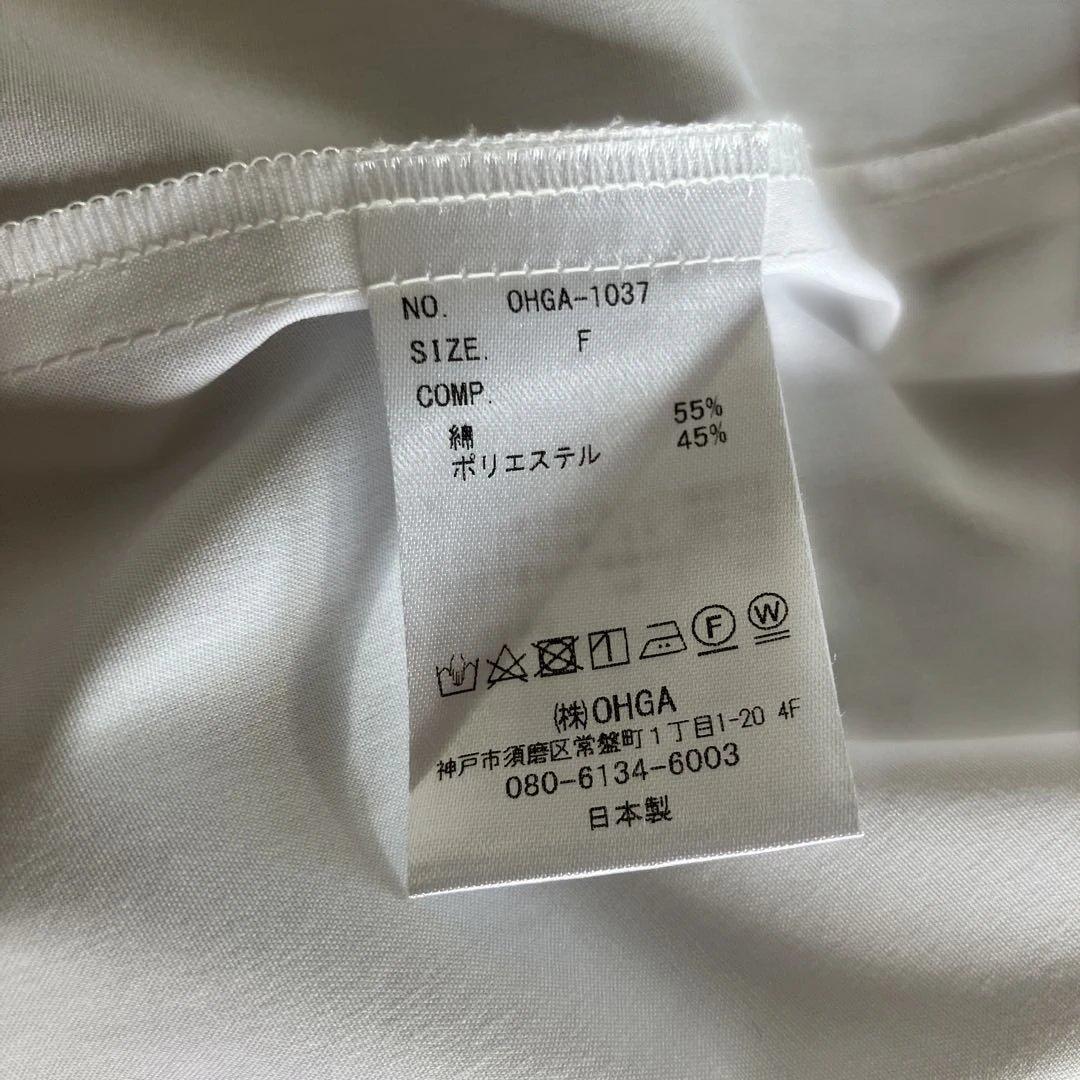 NO. OHGA-1037
SIZE. F
COMP.
綿 55%
ポリエステル 45%
F W
(株)OHGA
神戸市須磨区常盤町1丁目1-20 4F
080-6134-6003
日本製